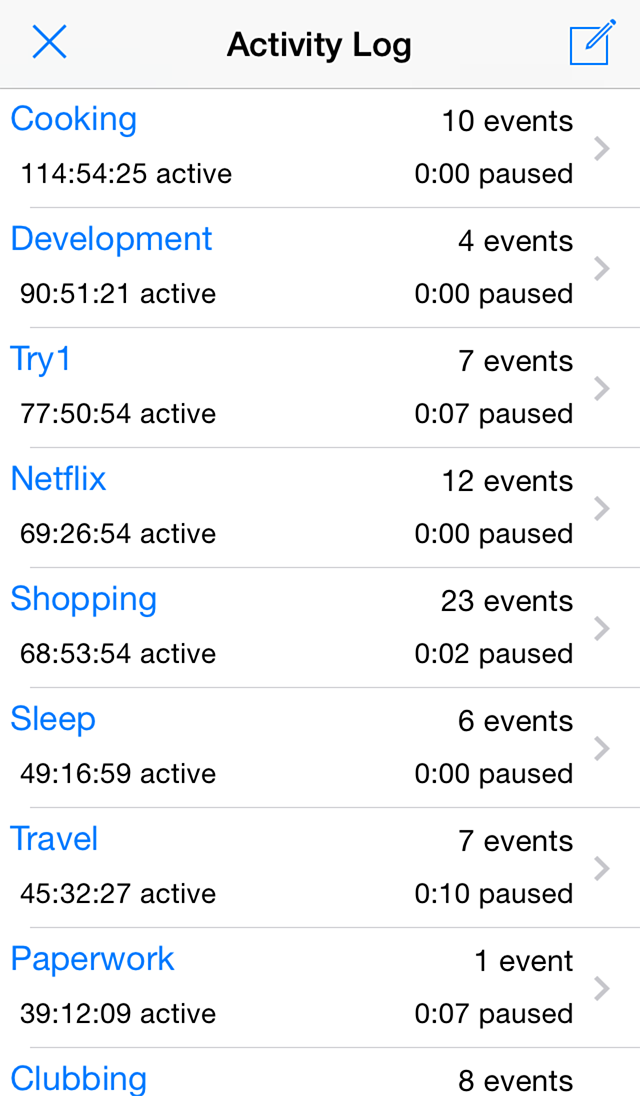 Activity Log
Cooking 10 events
114:54:25 active 0:00 paused
Development 4 events
90:51:21 active 0:00 paused
Try1 7 events
77:50:54 active 0:07 paused
Netflix 12 events
69:26:54 active 0:00 paused
Shopping 23 events
68:53:54 active 0:02 paused
Sleep 6 events
49:16:59 active 0:00 paused
Travel 7 events
45:32:27 active 0:10 paused
Paperwork 1 event
39:12:09 active 0:07 paused
Clubbing 8 events